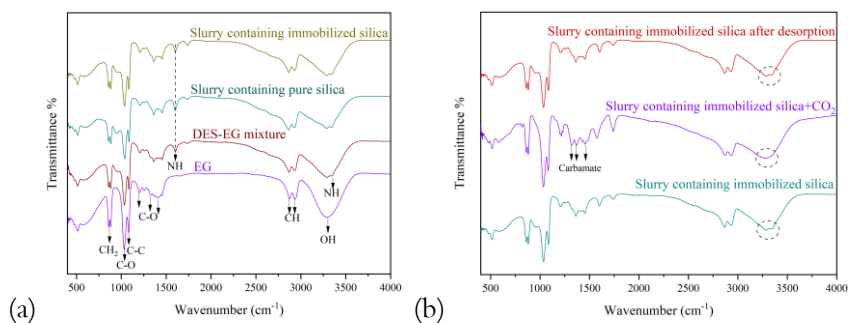 (a)
Transmittance %
Slurry containing immobilized silica
Slurry containing pure silica
DES-EG mixture
NH
EG
NH
C-O
CH
CH2
C-C
C-O
OH
500 1000 1500 2000 2500 3000 3500 4000
Wavenumber (cm-1)
(b)
Transmittance %
Slurry containing immobilized silica after desorption
Slurry containing immobilized silica+CO2
Carbamate
Slurry containing immobilized silica
500 1000 1500 2000 2500 3000 3500 4000
Wavenumber (cm-1)